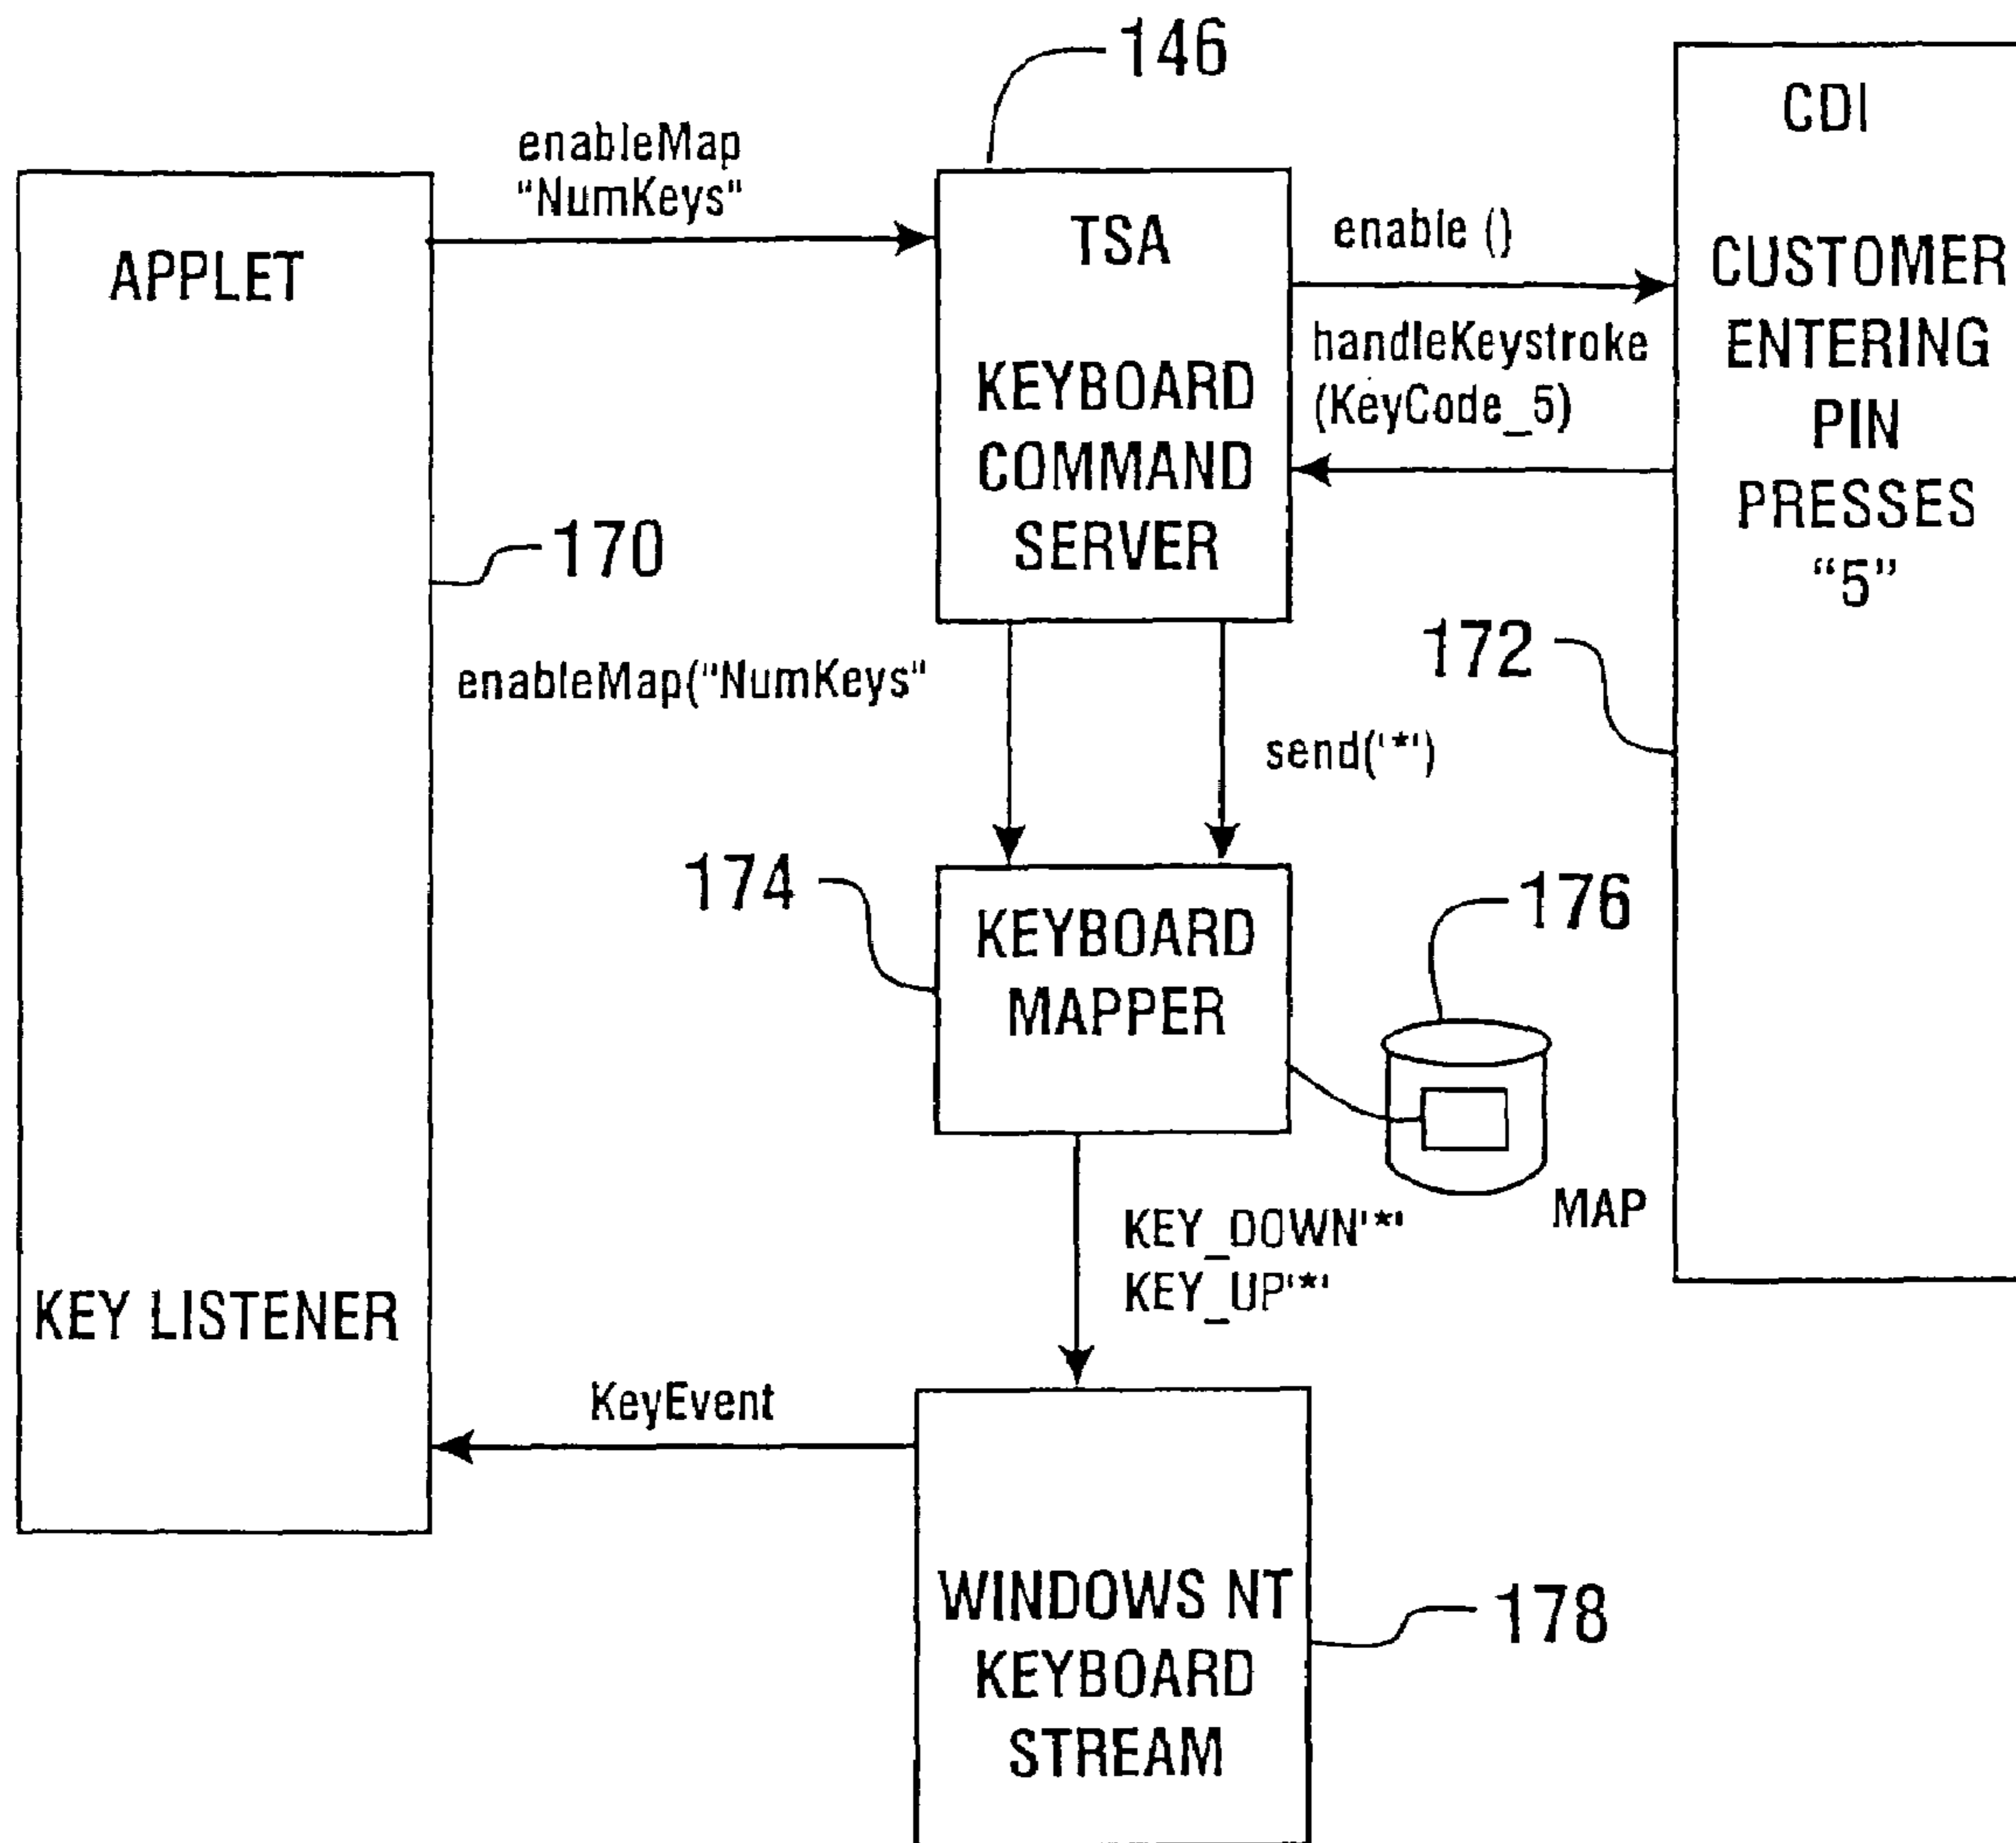 146
CDI
enableMap
"NumKeys"
APPLET
TSA
enable ()
CUSTOMER
ENTERING
PIN
PRESSES
"5"
handleKeystroke
(KeyCode_5)
KEYBOARD
COMMAND
SERVER
170
172
enableMap("NumKeys"
send('*')
174
KEYBOARD
MAPPER
176
MAP
KEY_DOWN'*'
KEY_UP'*'
KEY LISTENER
KeyEvent
WINDOWS NT
KEYBOARD
STREAM
178